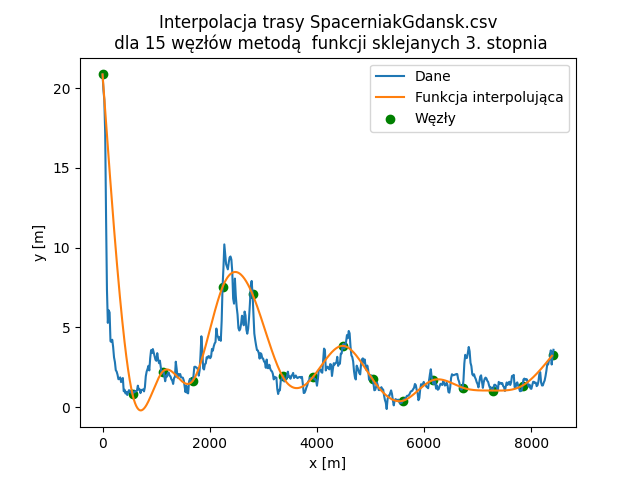 Interpolacja trasy SpacerniakGdansk.csv
dla 15 węzłów metodą  funkcji sklejanych 3. stopnia
Dane
Funkcja interpolująca
Węzły
20
15
10
5
0
y [m]
0 2000 4000 6000 8000
x [m]